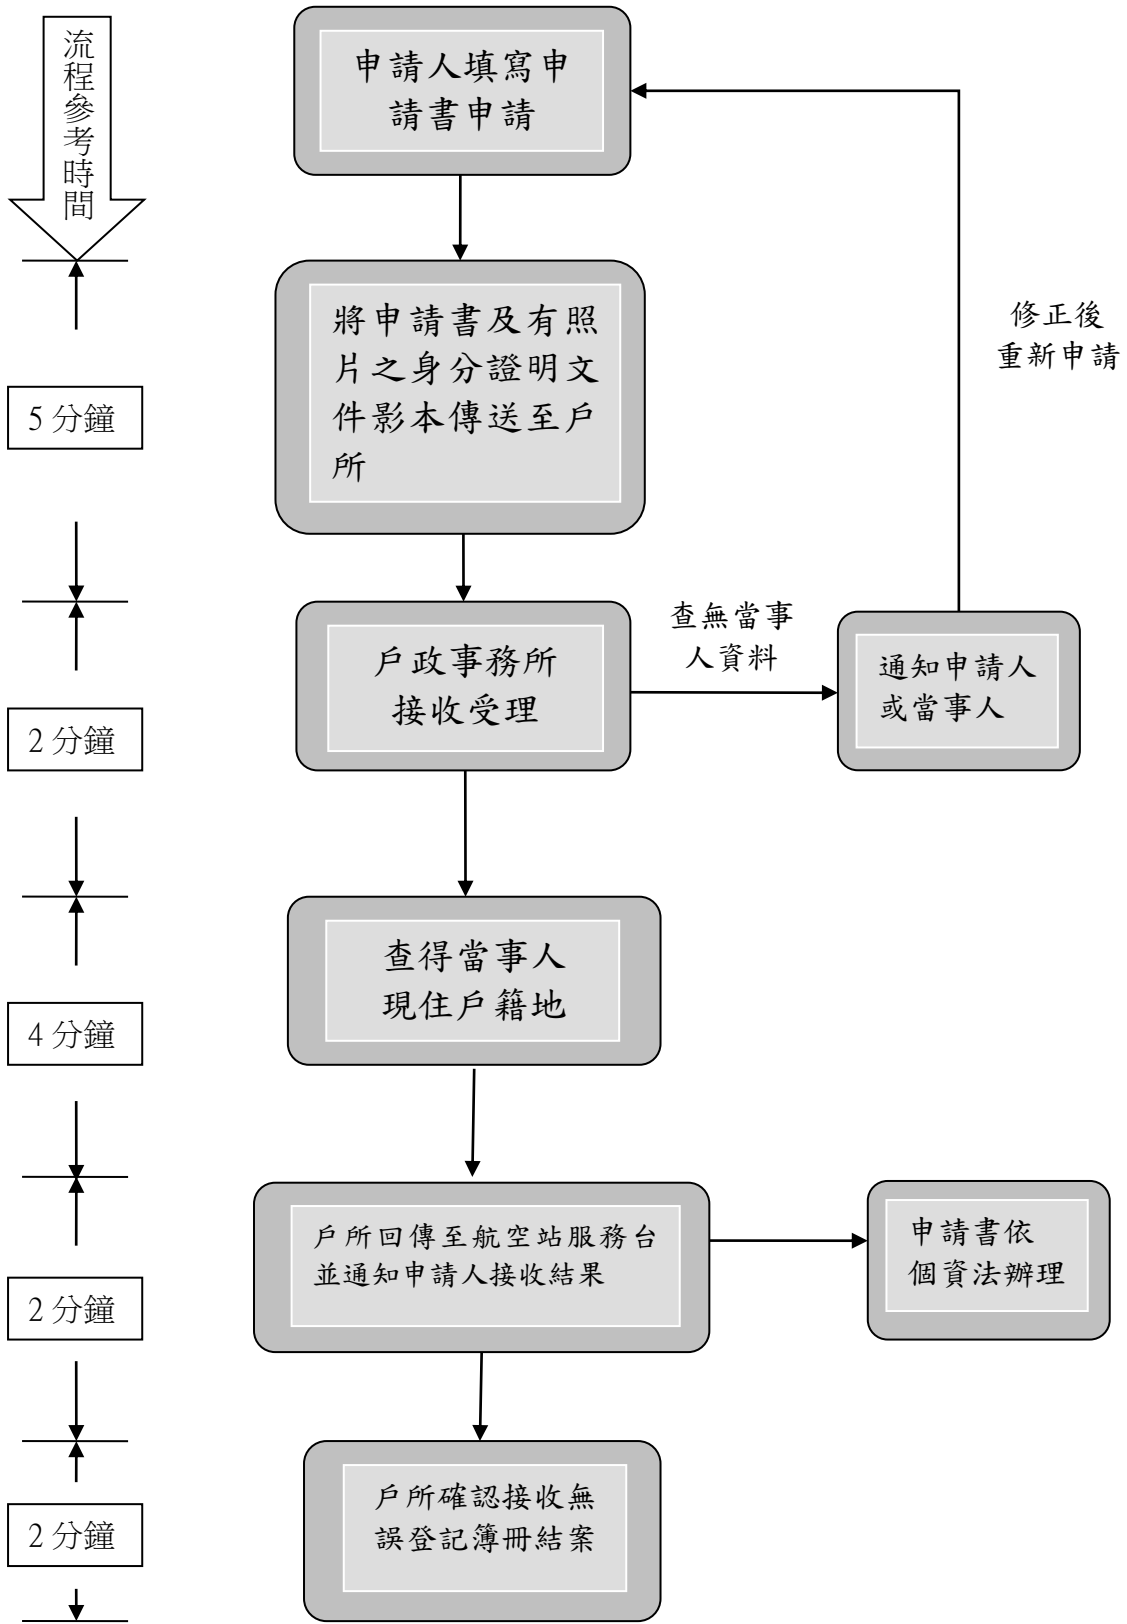 流程參考時間
申請人填寫申
請書申請
將申請書及有照
片之身分證明文
件影本傳送至戶
所
修正後
重新申請
5 分鐘
戶政事務所
接收受理
查無當事
人資料
通知申請人
或當事人
2 分鐘
查得當事人
現住戶籍地
4 分鐘
戶所回傳至航空站服務台
並通知申請人接收結果
申請書依
個資法辦理
2 分鐘
戶所確認接收無
誤登記簿冊結案
2 分鐘